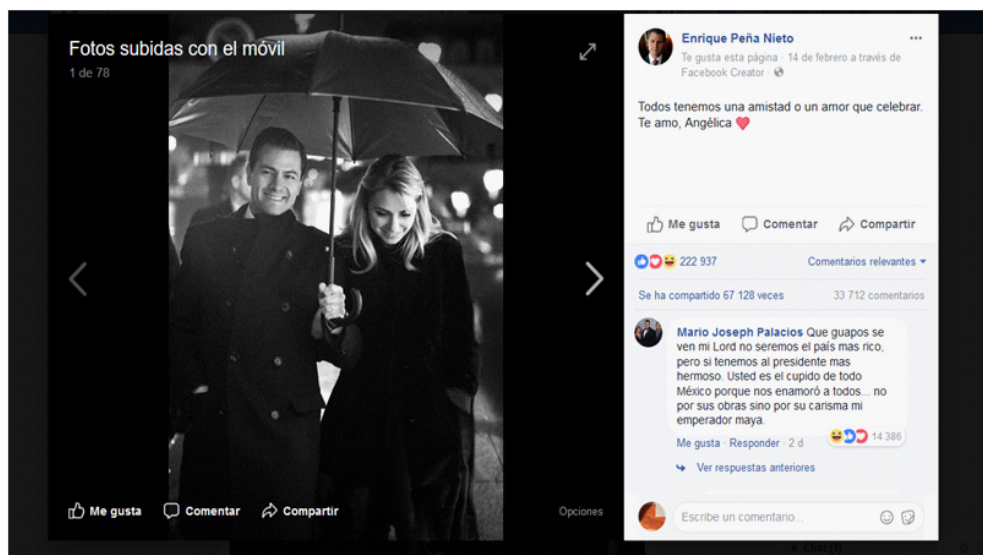 Fotos subidas con el móvil
1 de 78
Me gusta Comentar Compartir
Opciones
Enrique Peña Nieto
Te gusta esta página · 14 de febrero a través de
Facebook Creator ·
Todos tenemos una amistad o un amor que celebrar.
Te amo, Angélica ❤
Me gusta Comentar Compartir
222 937 Comentarios relevantes
Se ha compartido 67 128 veces 33 712 comentarios
Mario Joseph Palacios Que guapos se
ven mi Lord no seremos el país mas rico,
pero si tenemos al presidente mas
hermoso. Usted es el cupido de todo
México porque nos enamoró a todos... no
por sus obras sino por su carisma mi
emperador maya.
14 386
Me gusta · Responder · 2 d
Ver respuestas anteriores
Escribe un comentario...
Chat (1)